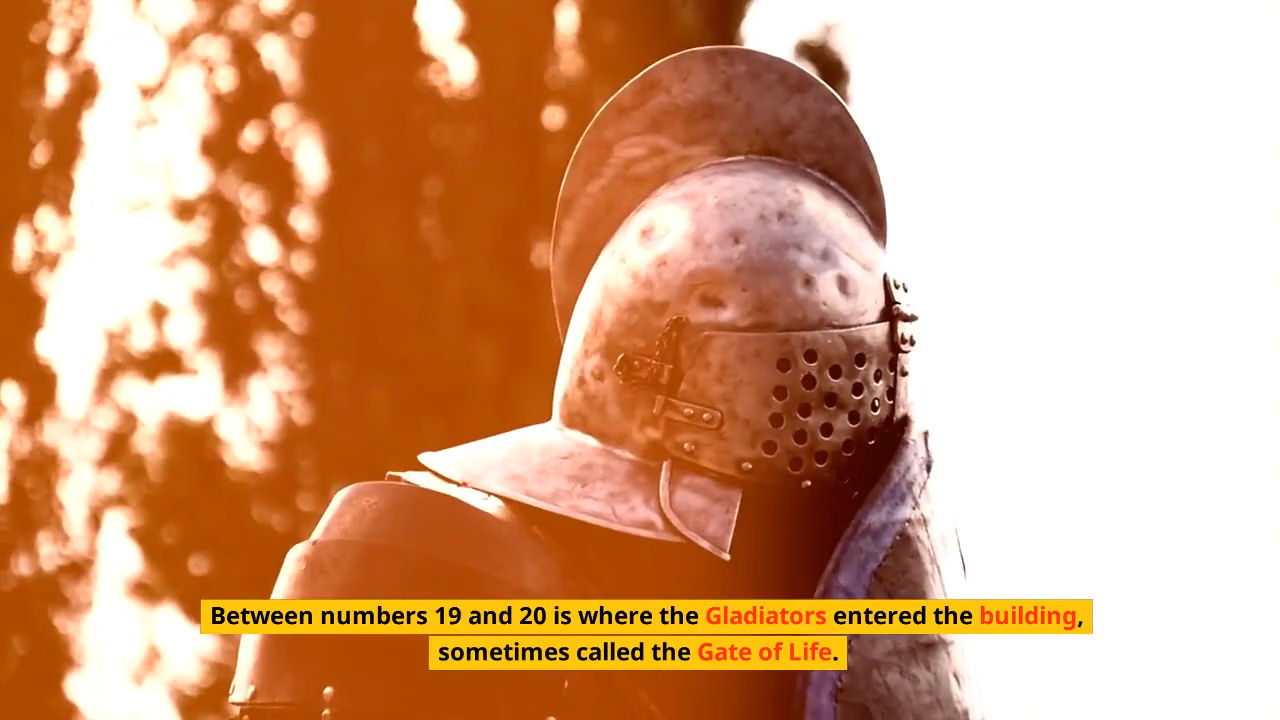 Between numbers 19 and 20 is where the Gladiators entered the building,
sometimes called the Gate of Life.